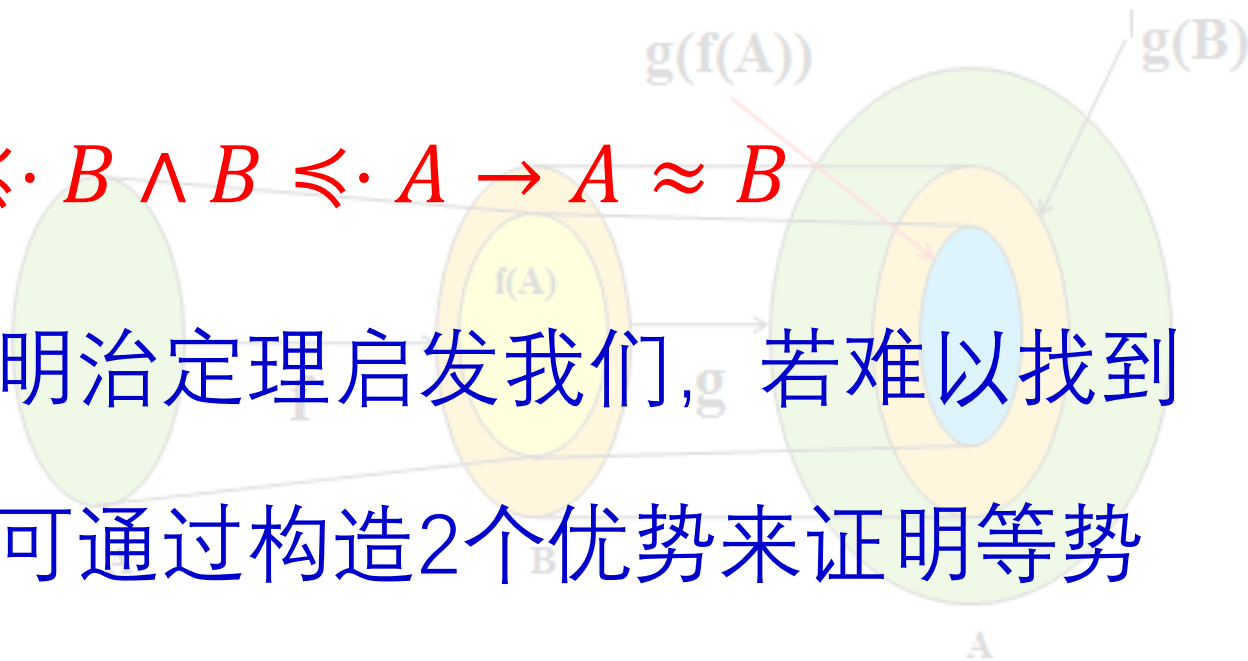 g(f(A)) g(B)
≼· B ∧ B ≼· A → A ≈ B
f(A)
明治定理启发我们, 若难以找到
f g
可通过构造2个优势来证明等势
B
A